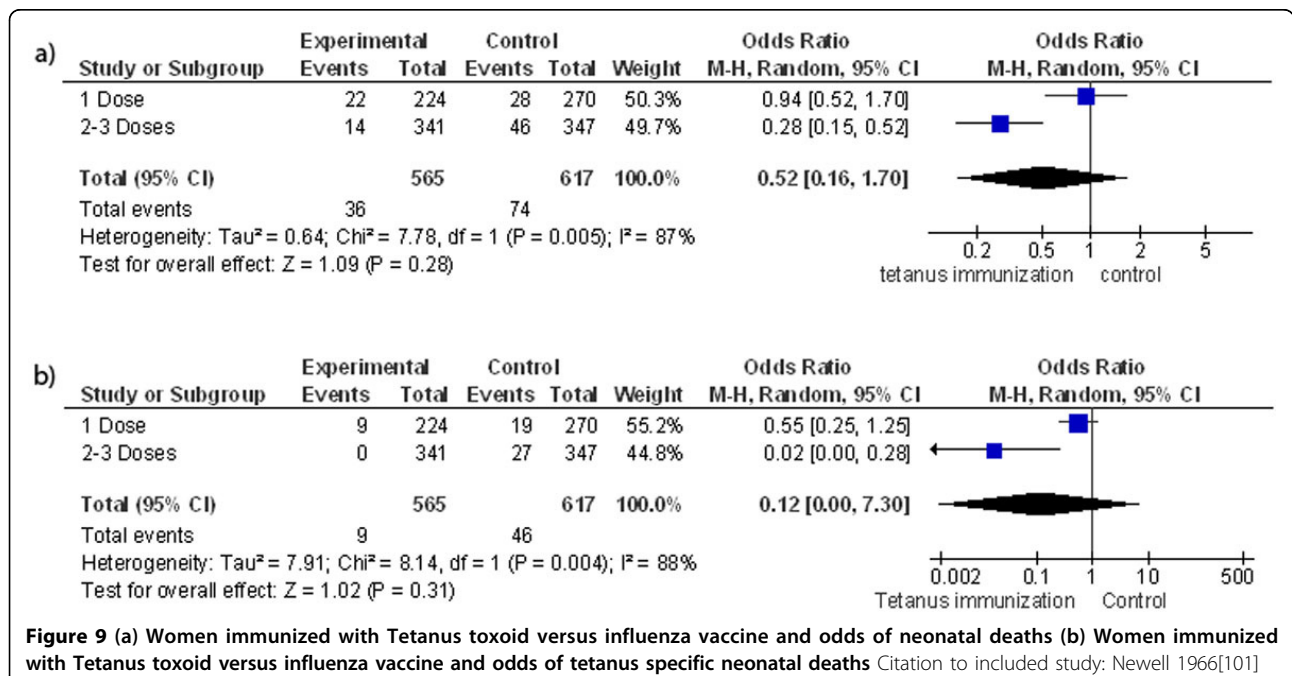 a)
Experimental Control Odds Ratio Odds Ratio
Study or Subgroup Events Total Events Total Weight M-H, Random, 95% CI M-H, Random, 95% CI
1 Dose 22 224 28 270 50.3% 0.94 [0.52, 1.70]
2-3 Doses 14 341 46 347 49.7% 0.28 [0.15, 0.52]
Total (95% CI) 565 617 100.0% 0.52 [0.16, 1.70]
Total events 36 74
Heterogeneity: Tau² = 0.64; Chi² = 7.78, df = 1 (P = 0.005); I² = 87%
Test for overall effect: Z = 1.09 (P = 0.28)
0.2 0.5 1 2 5
tetanus immunization control
b)
Experimental Control Odds Ratio Odds Ratio
Study or Subgroup Events Total Events Total Weight M-H, Random, 95% CI M-H, Random, 95% CI
1 Dose 9 224 19 270 55.2% 0.55 [0.25, 1.25]
2-3 Doses 0 341 27 347 44.8% 0.02 [0.00, 0.28]
Total (95% CI) 565 617 100.0% 0.12 [0.00, 7.30]
Total events 9 46
Heterogeneity: Tau² = 7.91; Chi² = 8.14, df = 1 (P = 0.004); I² = 88%
Test for overall effect: Z = 1.02 (P = 0.31)
0.002 0.1 1 10 500
Tetanus immunization Control
Figure 9 (a) Women immunized with Tetanus toxoid versus influenza vaccine and odds of neonatal deaths (b) Women immunized
with Tetanus toxoid versus influenza vaccine and odds of tetanus specific neonatal deaths Citation to included study: Newell 1966[101]